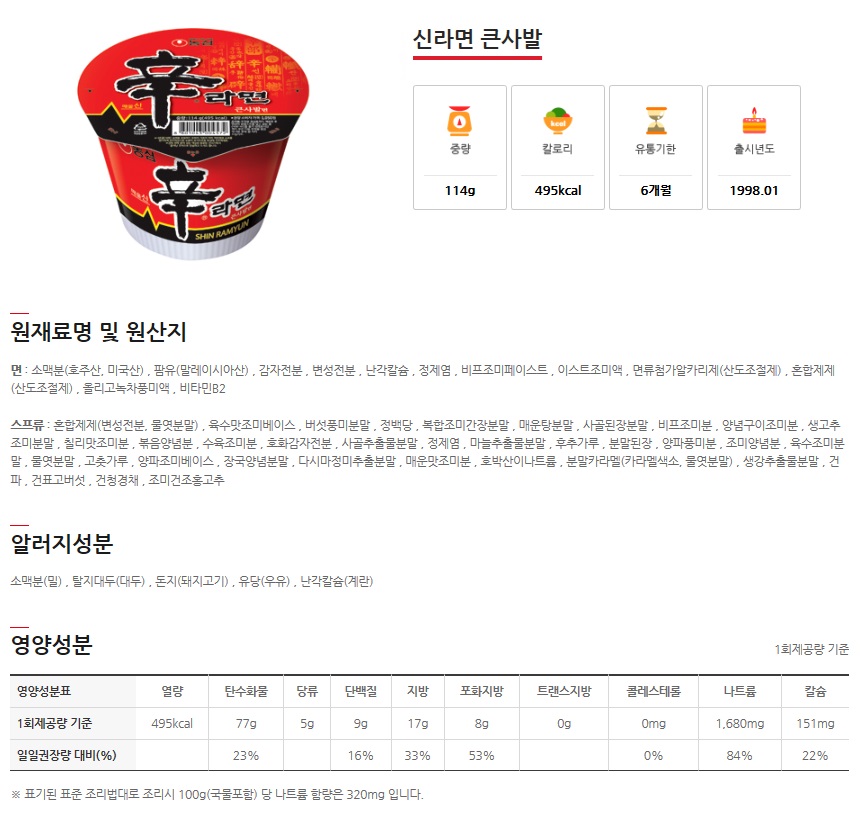 농심
辛라면
큰사발면
중량 114g(495 kcal)
농심
辛라면
큰사발면
SHIN RAMYUN
신라면 큰사발
중량
칼로리
유통기한
출시년도
114g
495kcal
6개월
1998.01
원재료명 및 원산지
면 : 소맥분(호주산, 미국산) , 팜유(말레이시아산) , 감자전분 , 변성전분 , 난각칼슘 , 정제염 , 비프조미페이스트 , 이스트조미액 , 면류첨가알카리제(산도조절제) , 혼합제제
(산도조절제) , 올리고녹차풍미액 , 비타민B2
스프류 : 혼합제제(변성전분, 물엿분말) , 육수맛조미베이스 , 버섯풍미분말 , 정백당 , 복합조미간장분말 , 매운탕분말 , 사골된장분말 , 비프조미분 , 양념구이조미분 , 생고추
조미분말 , 칠리맛조미분 , 볶음양념분 , 수육조미분 , 호화감자전분 , 사골추출물분말 , 정제염 , 마늘추출물분말 , 후추가루 , 분말된장 , 양파풍미분 , 조미양념분 , 육수조미분
말 , 물엿분말 , 고춧가루 , 양파조미베이스 , 장국양념분말 , 다시마정미추출분말 , 매운맛조미분 , 호박산이나트륨 , 분말카라멜(카라멜색소, 물엿분말) , 생강추출물분말 , 건
파 , 건표고버섯 , 건청경채 , 조미건조홍고추
알러지성분
소맥분(밀) , 탈지대두(대두) , 돈지(돼지고기) , 유당(우유) , 난각칼슘(계란)
영양성분
1회제공량 기준
영양성분표 열량 탄수화물 당류 단백질 지방 포화지방 트랜스지방 콜레스테롤 나트륨 칼슘
1회제공량 기준 495kcal 77g 5g 9g 17g 8g 0g 0mg 1,680mg 151mg
일일권장량 대비(%) 23% 16% 33% 53% 0% 84% 22%
※ 표기된 표준 조리법대로 조리시 100g(국물포함) 당 나트륨 함량은 320mg 입니다.